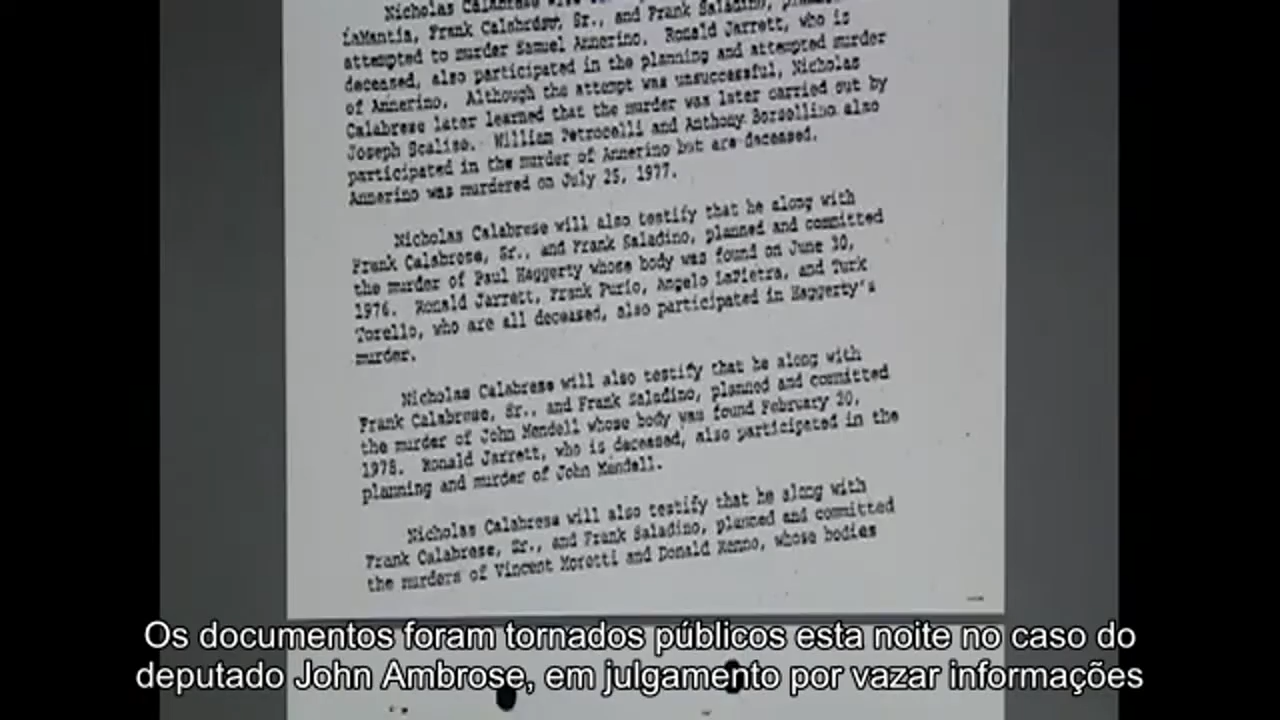 Nicholas Calabrese also
LaMantia, Frank Calabrese, Sr., and Frank Saladino,
attempted to murder Samuel Annerino. Ronald Jarrett, who is
deceased, also participated in the planning and attempted murder
of Annerino. Although the attempt was unsuccessful, Nicholas
Calabrese later learned that the murder was later carried out by
Joseph Scalise. William Petrocelli and Anthony Borsellino also
participated in the murder of Annerino but are deceased.
Annerino was murdered on July 25, 1977.
Nicholas Calabrese will also testify that he along with
Frank Calabrese, Sr., and Frank Saladino, planned and committed
the murder of Paul Haggerty whose body was found on June 30,
1976. Ronald Jarrett, Frank Furio, Angelo LaPietra, and Turk
Torello, who are all deceased, also participated in Haggerty's
murder.
Nicholas Calabrese will also testify that he along with
Frank Calabrese, Sr., and Frank Saladino, planned and committed
the murder of John Mendell whose body was found February 20,
1978. Ronald Jarrett, who is deceased, also participated in the
planning and murder of John Mendell.
Nicholas Calabrese will also testify that he along with
Frank Calabrese, Sr., and Frank Saladino, planned and committed
the murders of Vincent Moretti and Donald Renno, whose bodies
Os documentos foram tornados públicos esta noite no caso do
deputado John Ambrose, em julgamento por vazar informações